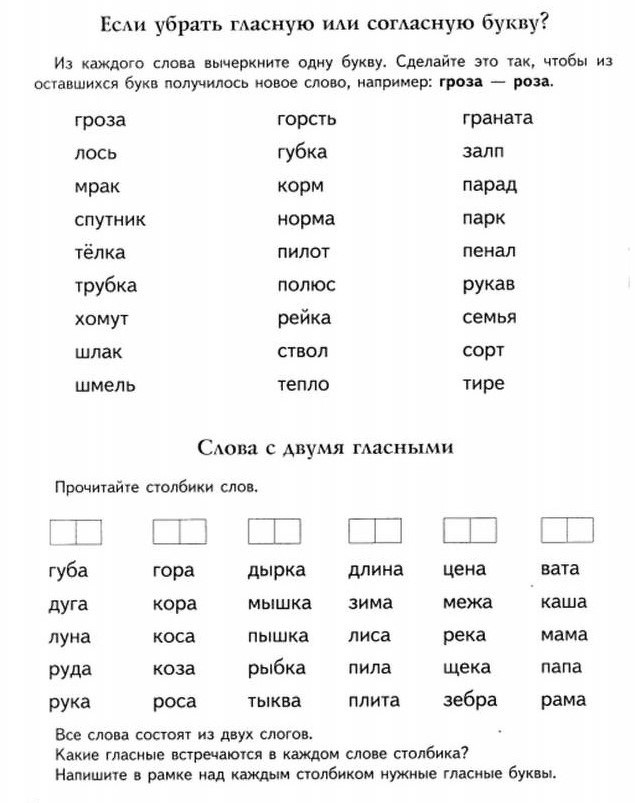 Если убрать гласную или согласную букву?
Из каждого слова вычеркните одну букву. Сделайте это так, чтобы из
оставшихся букв получилось новое слово, например: гроза — роза.
гроза горсть граната
лось губка залп
мрак корм парад
спутник норма парк
тёлка пилот пенал
трубка полюс рукав
хомут рейка семья
шлак ствол сорт
шмель тепло тире
Слова с двумя гласными
Прочитайте столбики слов.
губа гора дырка длина цена вата
дуга кора мышка зима межа каша
луна коса пышка лиса река мама
руда коза рыбка пила щека папа
рука роса тыква плита зебра рама
Все слова состоят из двух слогов.
Какие гласные встречаются в каждом слове столбика?
Напишите в рамке над каждым столбиком нужные гласные буквы.